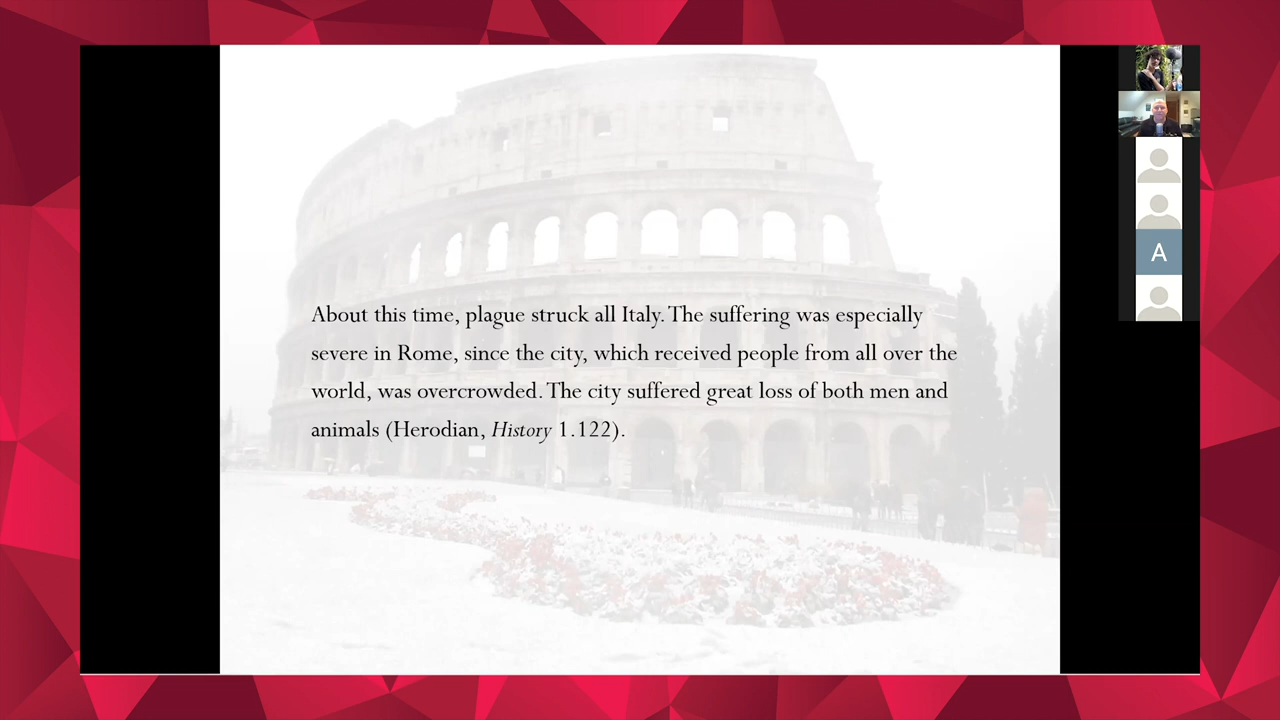 About this time, plague struck all Italy. The suffering was especially
severe in Rome, since the city, which received people from all over the
world, was overcrowded. The city suffered great loss of both men and
animals (Herodian, History 1.122).
A